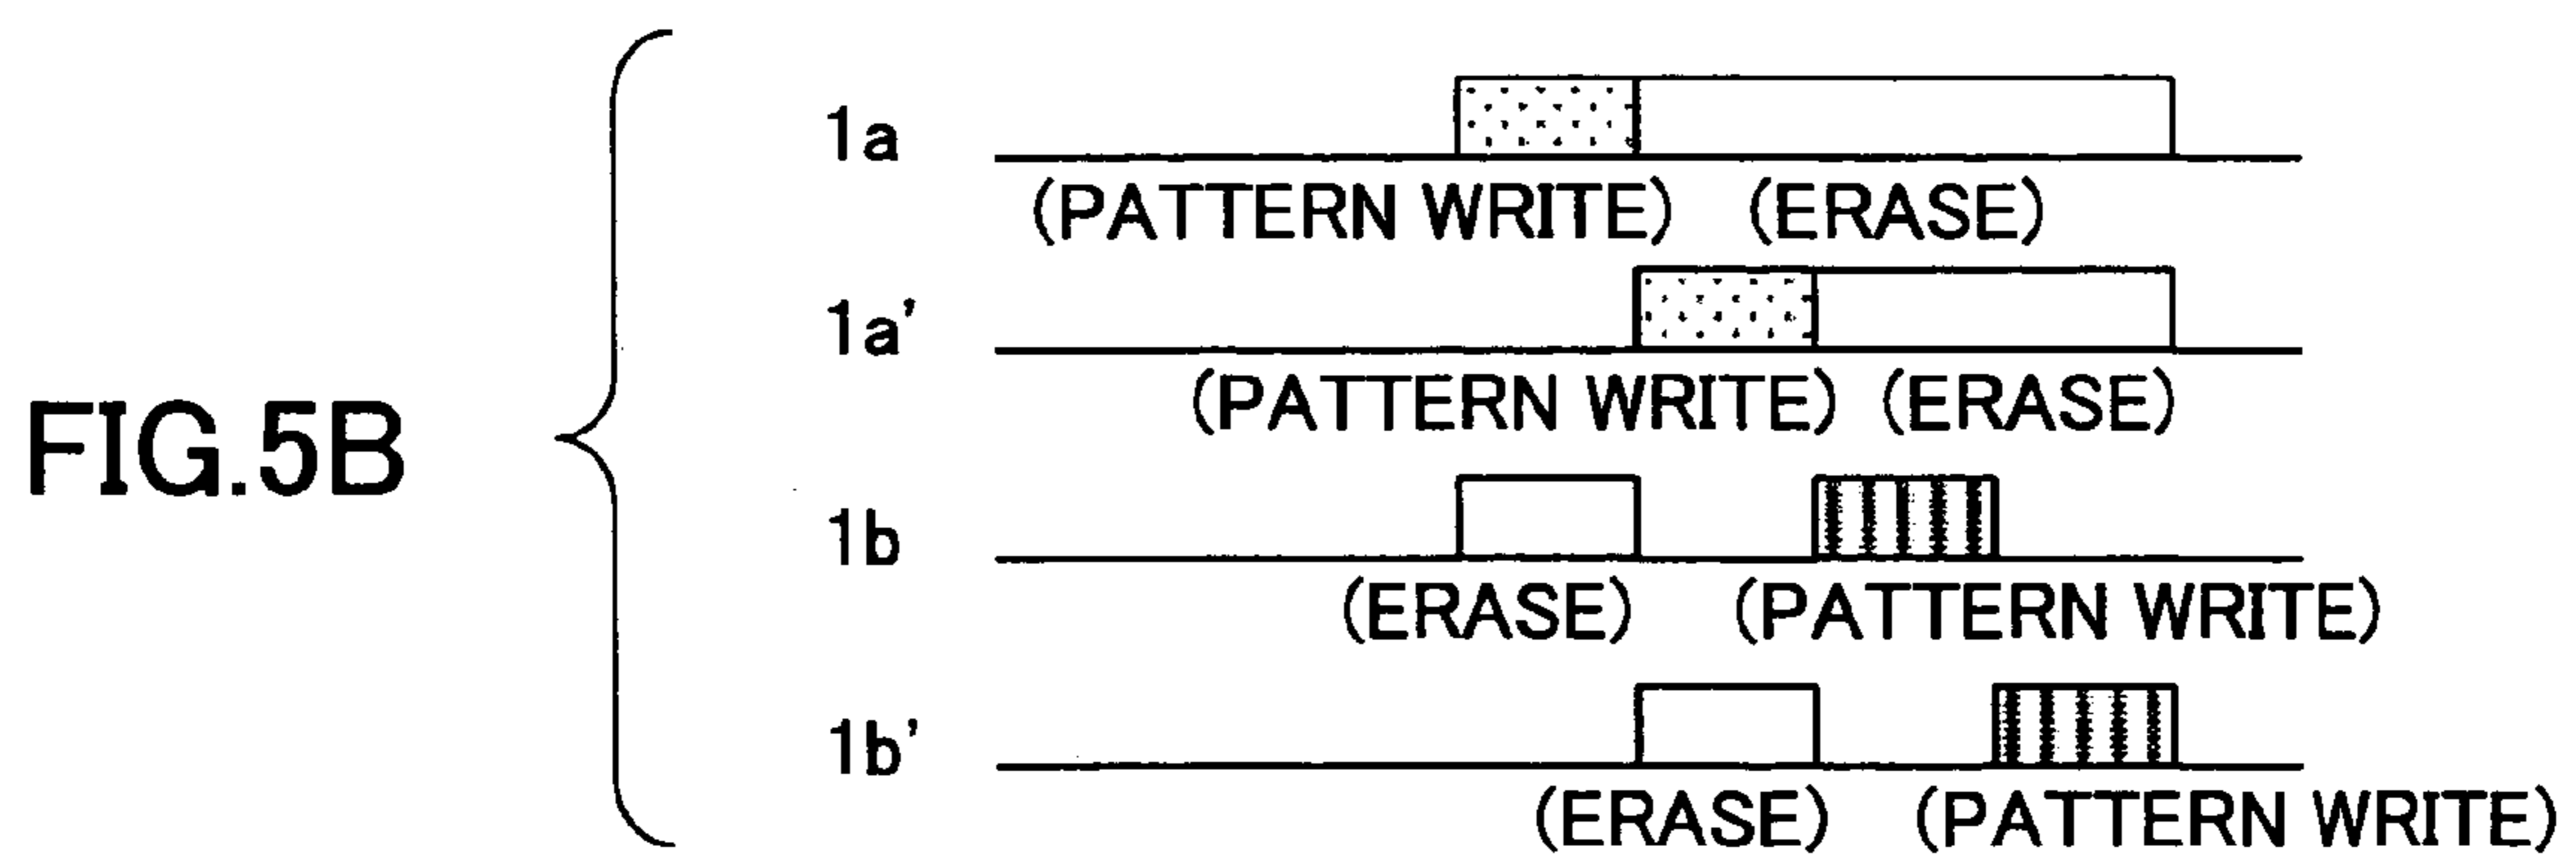 1a
(PATTERN WRITE) (ERASE)
1a'
(PATTERN WRITE) (ERASE)
FIG.5B
1b
(ERASE) (PATTERN WRITE)
1b'
(ERASE) (PATTERN WRITE)